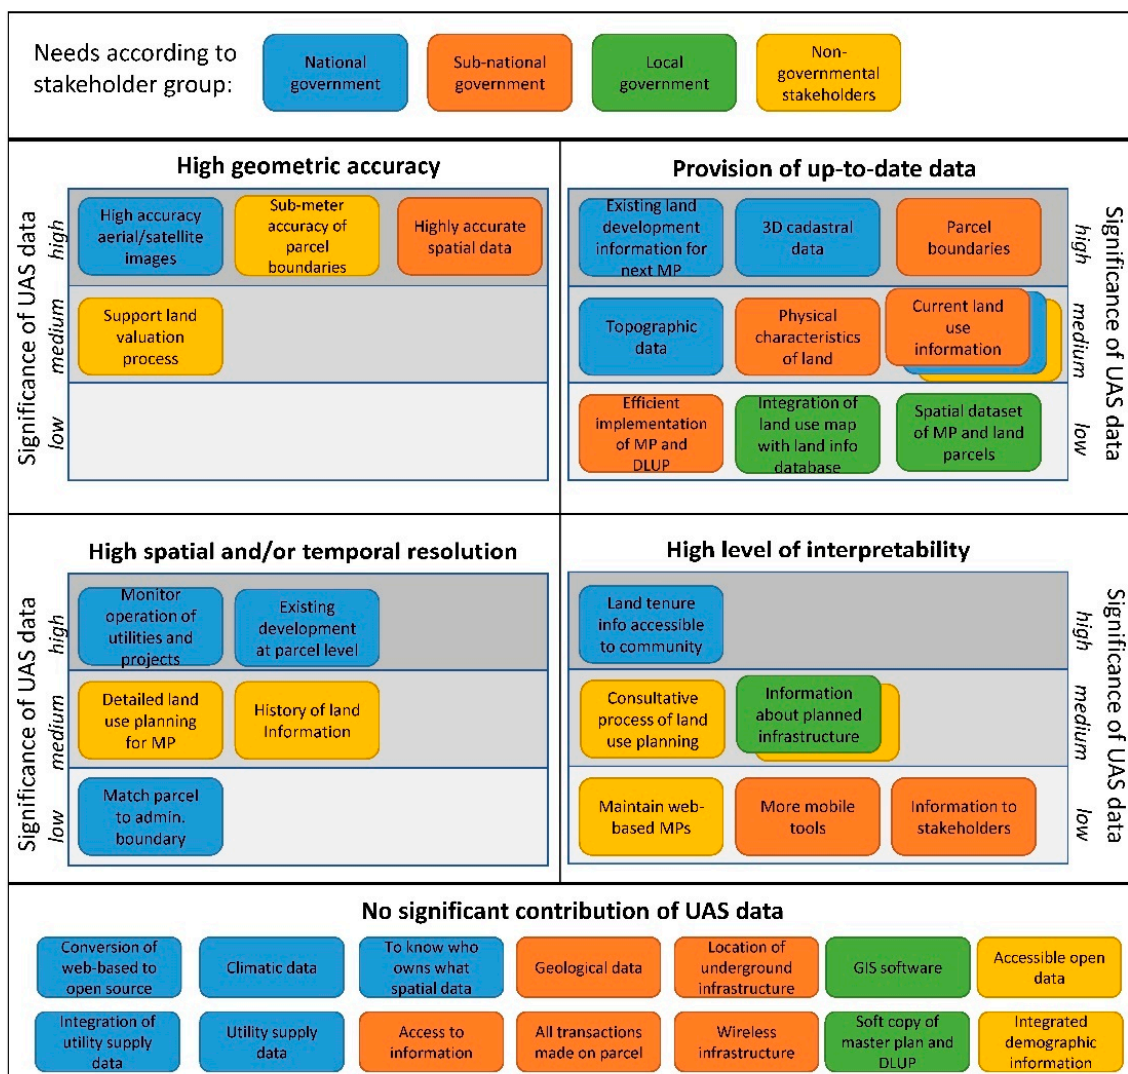 Needs according to
stakeholder group:
National
government
Sub-national
government
Local
government
Non-
governmental
stakeholders
High geometric accuracy
Significance of UAS data
high
High accuracy
aerial/satellite
images
Sub-meter
accuracy of
parcel
boundaries
Highly accurate
spatial data
medium
Support land
valuation
process
low
Provision of up-to-date data
Significance of UAS data
high
Existing land
development
information for
next MP
3D cadastral
data
Parcel
boundaries
medium
Topographic
data
Physical
characteristics
of land
Current land
use
information
low
Efficient
implementation
of MP and
DLUP
Integration of
land use map
with land info
database
Spatial dataset
of MP and land
parcels
High spatial and/or temporal resolution
Significance of UAS data
high
Monitor
operation of
utilities and
projects
Existing
development
at parcel level
medium
Detailed land
use planning
for MP
History of land
Information
low
Match parcel
to admin.
boundary
High level of interpretability
Significance of UAS data
high
Land tenure
info accessible
to community
medium
Consultative
process of land
use planning
Information
about planned
infrastructure
low
Maintain web-
based MPs
More mobile
tools
Information to
stakeholders
No significant contribution of UAS data
Conversion of
web-based to
open source
Climatic data
To know who
owns what
spatial data
Geological data
Location of
underground
infrastructure
GIS software
Accessible open
data
Integration of
utility supply
data
Utility supply
data
Access to
information
All transactions
made on parcel
Wireless
infrastructure
Soft copy of
master plan and
DLUP
Integrated
demographic
information